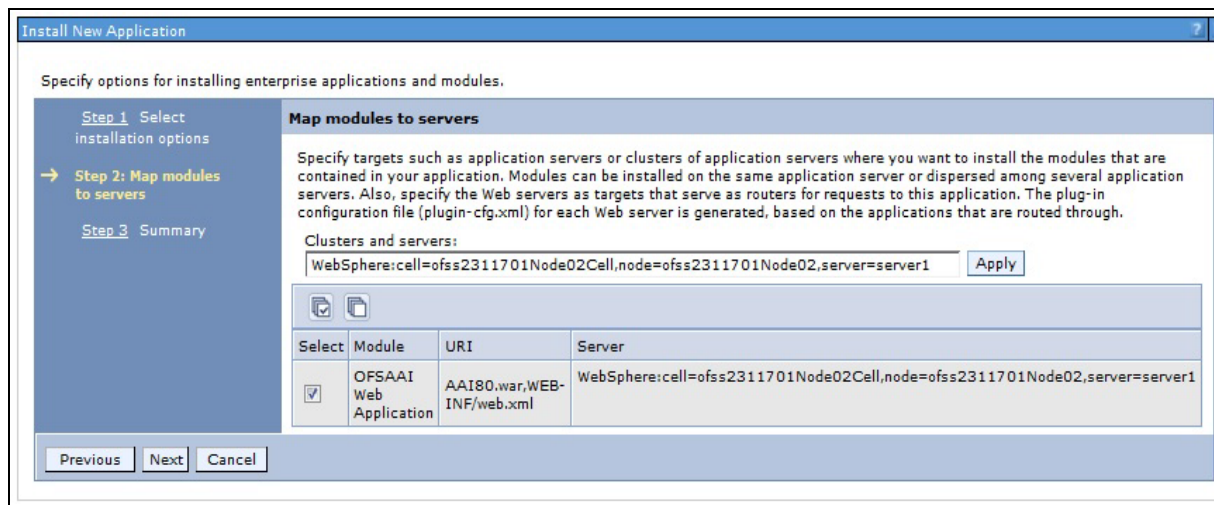 Install New Application
?
Specify options for installing enterprise applications and modules.
Step 1 Select
installation options
→ Step 2: Map modules
to servers
Step 3 Summary
Map modules to servers
Specify targets such as application servers or clusters of application servers where you want to install the modules that are
contained in your application. Modules can be installed on the same application server or dispersed among several application
servers. Also, specify the Web servers as targets that serve as routers for requests to this application. The plug-in
configuration file (plugin-cfg.xml) for each Web server is generated, based on the applications that are routed through.
Clusters and servers:
WebSphere:cell=ofss2311701Node02Cell,node=ofss2311701Node02,server=server1 Apply
Select Module URI Server
OFSAAI
Web
Application
AAI80.war,WEB-
INF/web.xml
WebSphere:cell=ofss2311701Node02Cell,node=ofss2311701Node02,server=server1
Previous Next Cancel